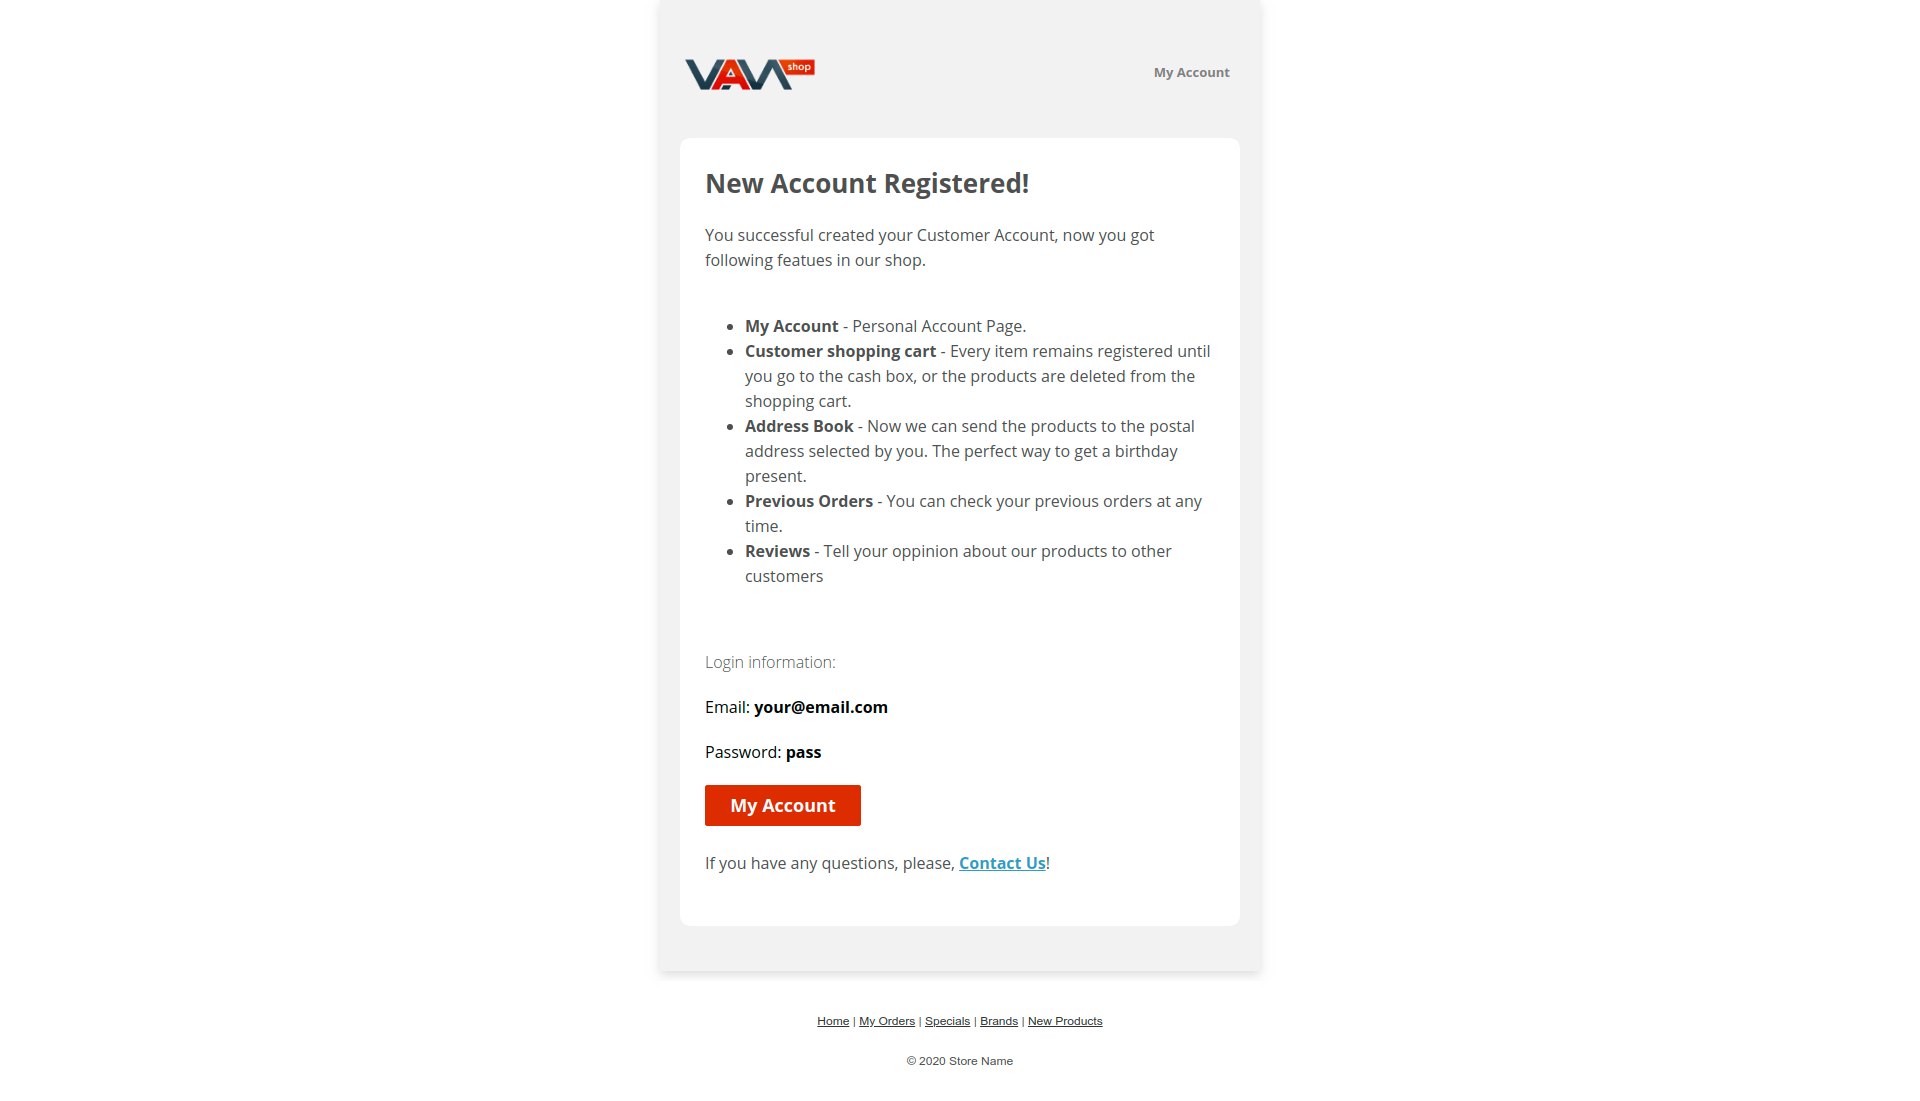 VAM shop
My Account
New Account Registered!
You successful created your Customer Account, now you got
following featues in our shop.
My Account - Personal Account Page.
Customer shopping cart - Every item remains registered until
you go to the cash box, or the products are deleted from the
shopping cart.
Address Book - Now we can send the products to the postal
address selected by you. The perfect way to get a birthday
present.
Previous Orders - You can check your previous orders at any
time.
Reviews - Tell your oppinion about our products to other
customers
Login information:
Email: your@email.com
Password: pass
My Account
If you have any questions, please, Contact Us!
Home | My Orders | Specials | Brands | New Products
© 2020 Store Name